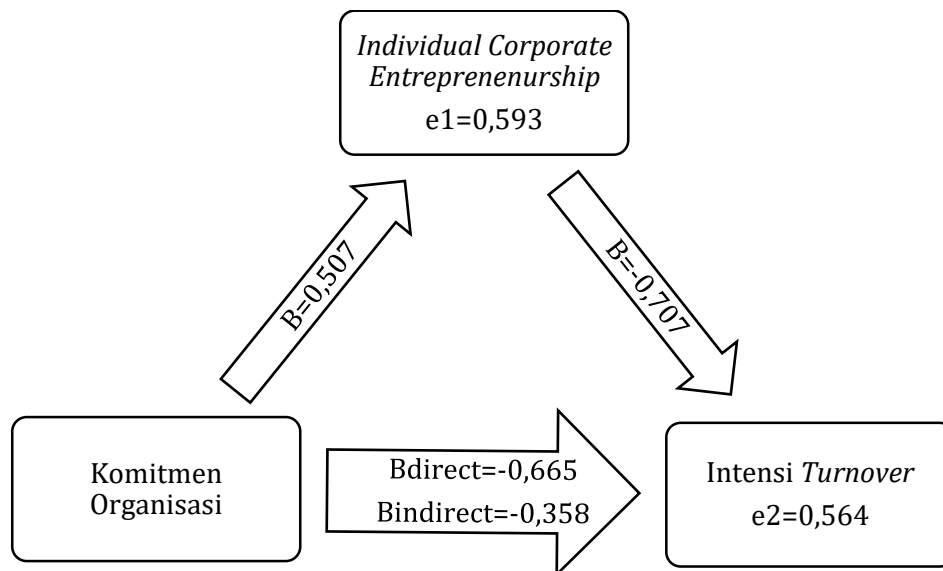 Individual Corporate
Entreprenenurship
e1=0,593
B=0,507
B=-0,707
Komitmen
Organisasi
Bdirect=-0,665
Bindirect=-0,358
Intensi Turnover
e2=0,564